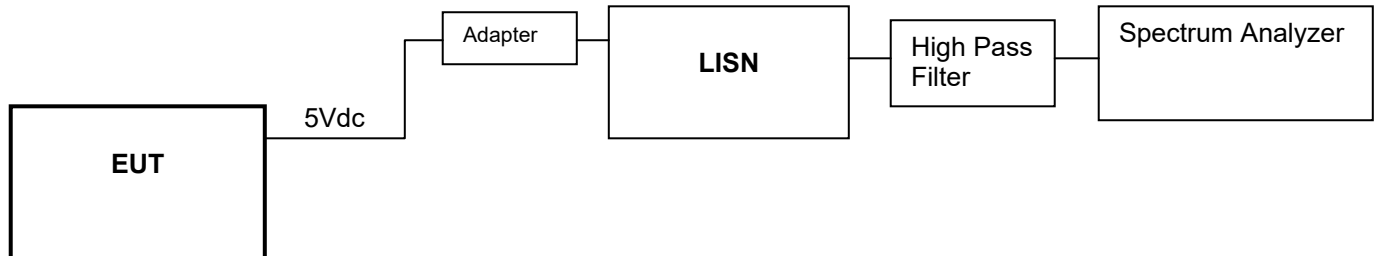 Adapter
LISN
High Pass
Filter
Spectrum Analyzer
5Vdc
EUT